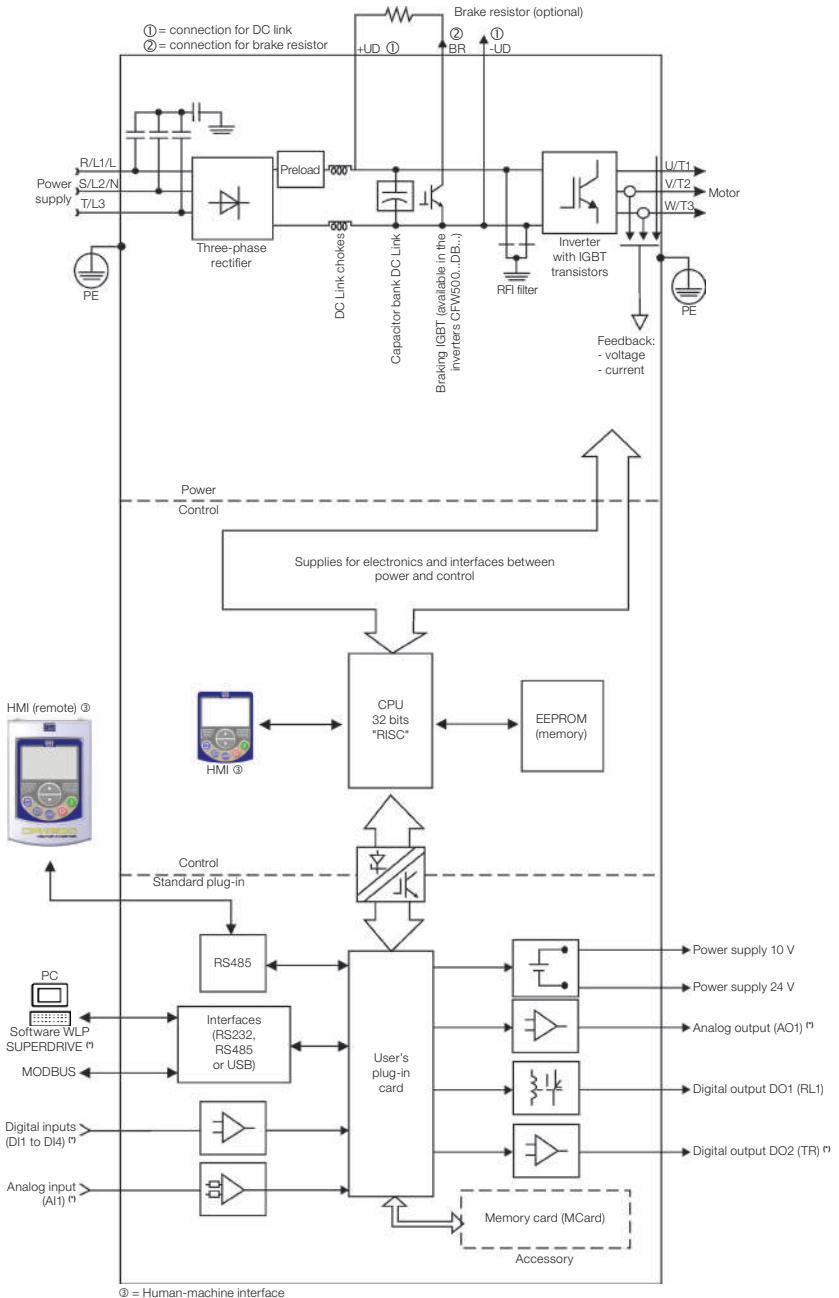 ① = connection for DC link
② = connection for brake resistor
Brake resistor (optional)
+UD ①
②
BR
①
-UD
R/L1/L
Power supply
S/L2/N
T/L3
PE
Three-phase
rectifier
Preload
DC Link chokes
Capacitor bank DC Link
Braking IGBT (available in the
inverters CFW500...DB...)
RFI filter
Inverter
with IGBT
transistors
U/T1
V/T2
W/T3
Motor
PE
Feedback:
- voltage
- current
Power
Control
Supplies for electronics and interfaces between
power and control
HMI (remote) ③
CFW500
HMI ③
CPU
32 bits
"RISC"
EEPROM
(memory)
Control
Standard plug-in
RS485
PC
Software WLP
SUPERDRIVE (*)
MODBUS
Interfaces
(RS232,
RS485
or USB)
Digital inputs
(DI1 to DI4) (*)
Analog input
(AI1) (*)
User's
plug-in
card
Power supply 10 V
Power supply 24 V
Analog output (AO1) (*)
Digital output DO1 (RL1)
Digital output DO2 (TR) (*)
Memory card (MCard)
Accessory
③ = Human-machine interface